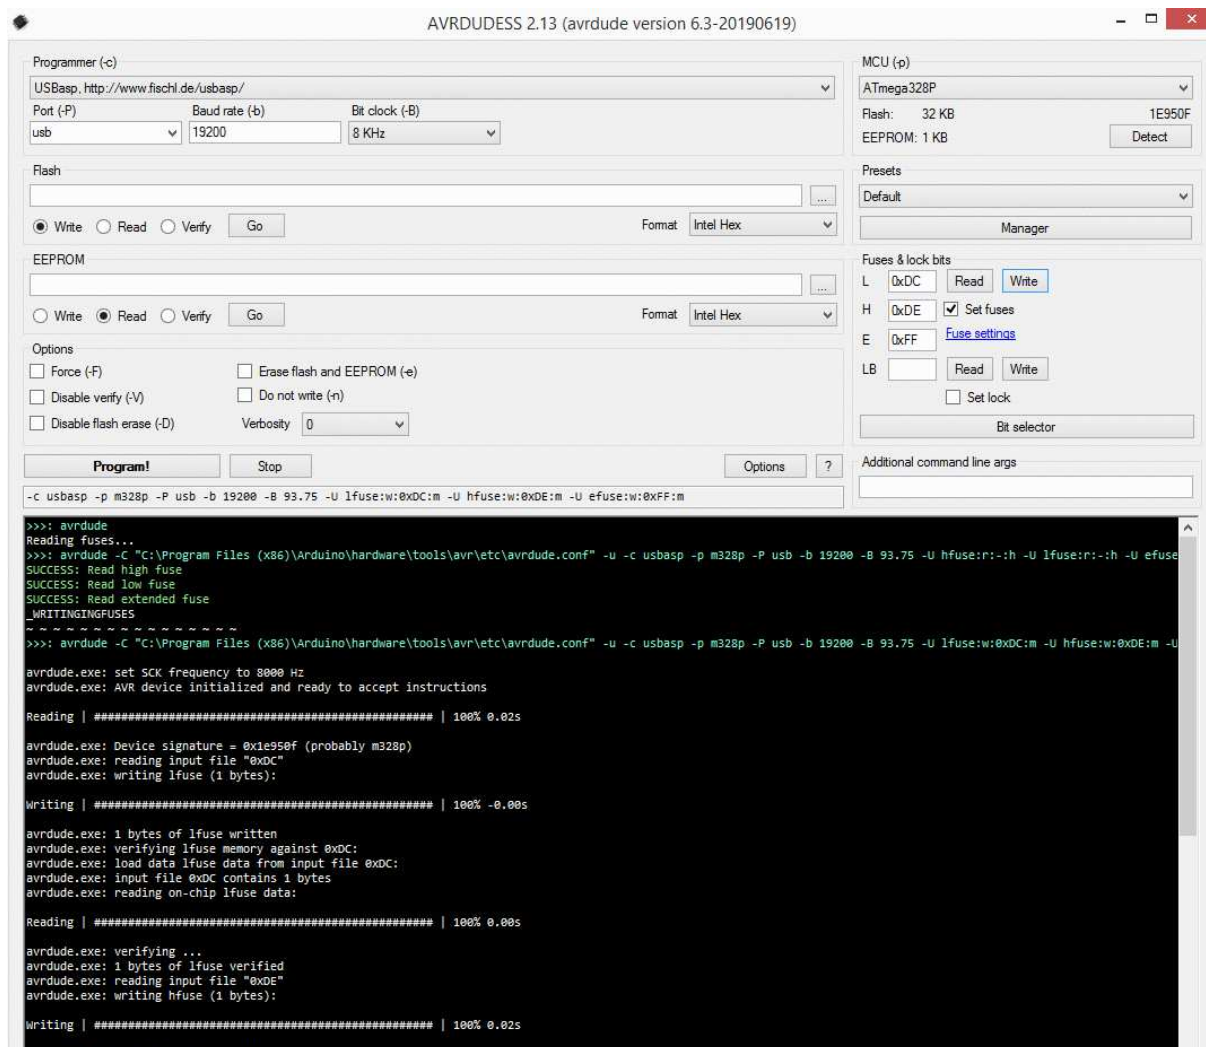 AVRDUDESS 2.13 (avrdude version 6.3-20190619)
Programmer (-c)
USBasp, http://www.fischl.de/usbasp/
Port (-P) Baud rate (-b) Bit clock (-B)
usb 19200 8 KHz
MCU (-p)
ATmega328P
Flash: 32 KB 1E950F
EEPROM: 1 KB Detect
Flash
...
Write Read Verify Go Format Intel Hex
Presets
Default
Manager
EEPROM
...
Write Read Verify Go Format Intel Hex
Fuses & lock bits
L 0xDC Read Write
H 0xDE Set fuses
E 0xFF Fuse settings
LB Read Write
Set lock
Bit selector
Options
Force (-F) Erase flash and EEPROM (-e)
Disable verify (-V) Do not write (-n)
Disable flash erase (-D) Verbosity 0
Program! Stop Options ?
Additional command line args
-c usbasp -p m328p -P usb -b 19200 -B 93.75 -U lfuse:w:0xDC:m -U hfuse:w:0xDE:m -U efuse:w:0xFF:m
>>>: avrdude
Reading fuses...
>>>: avrdude -C "C:\Program Files (x86)\Arduino\hardware\tools\avr\etc\avrdude.conf" -u -c usbasp -p m328p -P usb -b 19200 -B 93.75 -U hfuse:r:-:h -U lfuse:r:-:h -U efuse
SUCCESS: Read high fuse
SUCCESS: Read low fuse
SUCCESS: Read extended fuse
_WRITINGINGFUSES
~ ~ ~ ~ ~ ~ ~ ~ ~ ~ ~ ~ ~ ~ ~ ~
>>>: avrdude -C "C:\Program Files (x86)\Arduino\hardware\tools\avr\etc\avrdude.conf" -u -c usbasp -p m328p -P usb -b 19200 -B 93.75 -U lfuse:w:0xDC:m -U hfuse:w:0xDE:m -U
avrdude.exe: set SCK frequency to 8000 Hz
avrdude.exe: AVR device initialized and ready to accept instructions
Reading | ################################################## | 100% 0.02s
avrdude.exe: Device signature = 0x1e950f (probably m328p)
avrdude.exe: reading input file "0xDC"
avrdude.exe: writing lfuse (1 bytes):
Writing | ################################################## | 100% -0.00s
avrdude.exe: 1 bytes of lfuse written
avrdude.exe: verifying lfuse memory against 0xDC:
avrdude.exe: load data lfuse data from input file 0xDC:
avrdude.exe: input file 0xDC contains 1 bytes
avrdude.exe: reading on-chip lfuse data:
Reading | ################################################## | 100% 0.00s
avrdude.exe: verifying ...
avrdude.exe: 1 bytes of lfuse verified
avrdude.exe: reading input file "0xDE"
avrdude.exe: writing hfuse (1 bytes):
Writing | ################################################## | 100% 0.02s